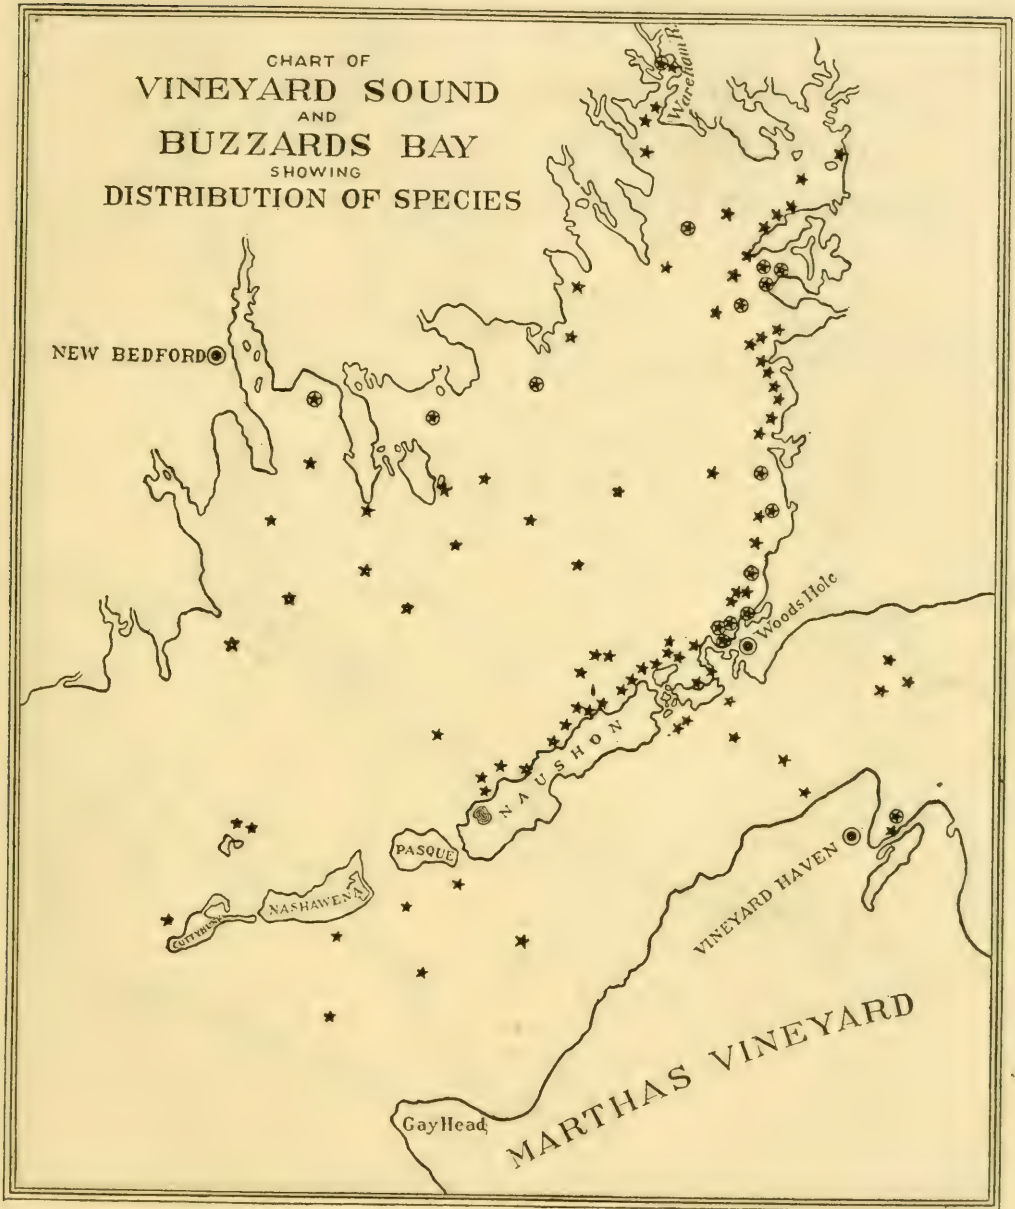 CHART OF
VINEYARD SOUND
AND
BUZZARDS BAY
SHOWING
DISTRIBUTION OF SPECIES
Wareham R.
NEW BEDFORD
Woods Hole
NAUSHON
PASQUE
NASHAWENA
CUTTYHUNK
VINEYARD HAVEN
MARTHAS VINEYARD
Gay Head